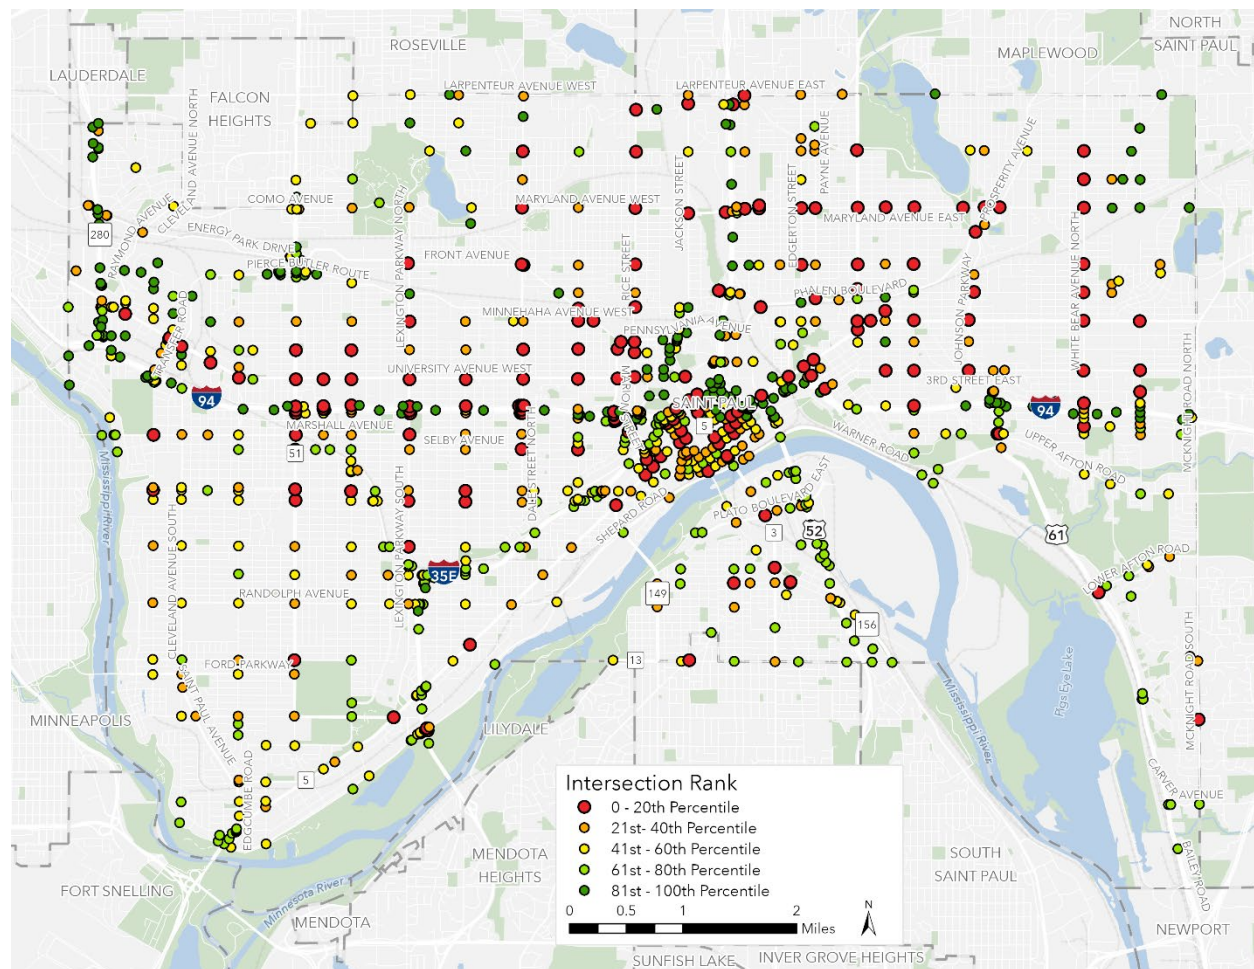 NORTH
SAINT PAUL
ROSEVILLE
MAPLEWOOD
LAUDERDALE
LARPENTEUR AVENUE WEST
LARPENTEUR AVENUE EAST
FALCON
HEIGHTS
CLEVELAND AVENUE NORTH
PAYNE AVENUE
EDGERTON STREET
JACKSON STREET
PROSPERITY AVENUE
COMO AVENUE
MARYLAND AVENUE WEST
MARYLAND AVENUE EAST
RAYMOND AVENUE
CLEVELAND AVENUE
LEXINGTON PARKWAY NORTH
280
ENERGY PARK DRIVE
FRONT AVENUE
PIERCE BUTLER ROUTE
RICE STREET
PHALEN BOULEVARD
JOHNSON PARKWAY
WHITE BEAR AVENUE NORTH
MINNEHAHA AVENUE WEST
PENNSYLVANIA AVENUE
TRANSFER ROAD
UNIVERSITY AVENUE WEST
3RD STREET EAST
MCKNIGHT ROAD NORTH
94
94
SAINT PAUL
MARION STREET
5
MARSHALL AVENUE
SELBY AVENUE
DALE STREET NORTH
WARNER ROAD
UPPER AFTON ROAD
51
Mississippi River
LEXINGTON PARKWAY SOUTH
SHEPARD ROAD
PLATO BOULEVARD EAST
CLEVELAND AVENUE SOUTH
3
52
61
35E
LOWER AFTON ROAD
RANDOLPH AVENUE
149
156
FORD PARKWAY
13
SAINT PAUL AVENUE
Pigs Eye Lake
MCKNIGHT ROAD SOUTH
MINNEAPOLIS
LILYDALE
Mississippi River
5
EDGCUMBE ROAD
CARVER AVENUE
BAILEY ROAD
Intersection Rank
0 - 20th Percentile
21st- 40th Percentile
41st - 60th Percentile
61st - 80th Percentile
81st - 100th Percentile
0 0.5 1 2
Miles
N
MENDOTA
HEIGHTS
SOUTH
SAINT PAUL
FORT SNELLING
Minnesota River
MENDOTA
NEWPORT
SUNFISH LAKE
INVER GROVE HEIGHTS